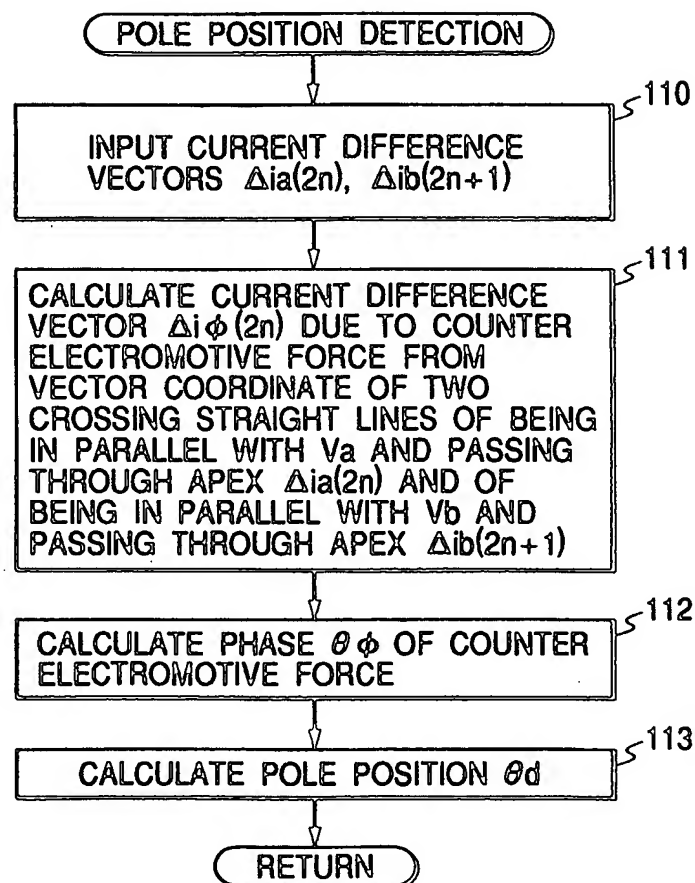 POLE POSITION DETECTION
110
INPUT CURRENT DIFFERENCE
VECTORS Δia(2n), Δib(2n+1)
111
CALCULATE CURRENT DIFFERENCE
VECTOR Δiφ(2n) DUE TO COUNTER
ELECTROMOTIVE FORCE FROM
VECTOR COORDINATE OF TWO
CROSSING STRAIGHT LINES OF BEING
IN PARALLEL WITH Va AND PASSING
THROUGH APEX Δia(2n) AND OF
BEING IN PARALLEL WITH Vb AND
PASSING THROUGH APEX Δib(2n+1)
112
CALCULATE PHASE θφ OF COUNTER
ELECTROMOTIVE FORCE
113
CALCULATE POLE POSITION θd
RETURN